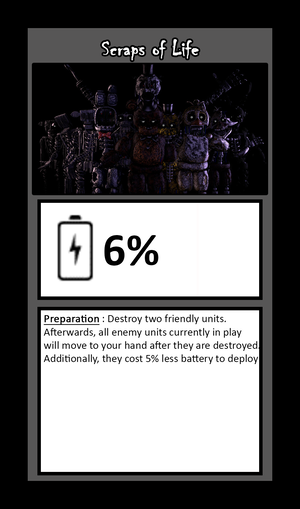 Scraps of Life
6%
Preparation : Destroy two friendly units.
Afterwards, all enemy units currently in play
will move to your hand after they are destroyed.
Additionally, they cost 5% less battery to deploy